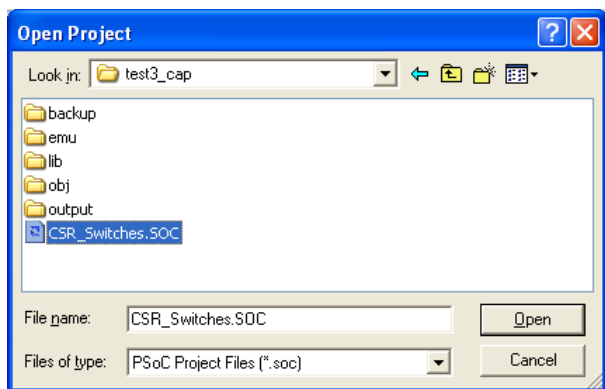 Open Project
Look in: test3_cap
backup
emu
lib
obj
output
CSR_Switches.SOC
File name: CSR_Switches.SOC Open
Files of type: PSoC Project Files (*.soc) Cancel